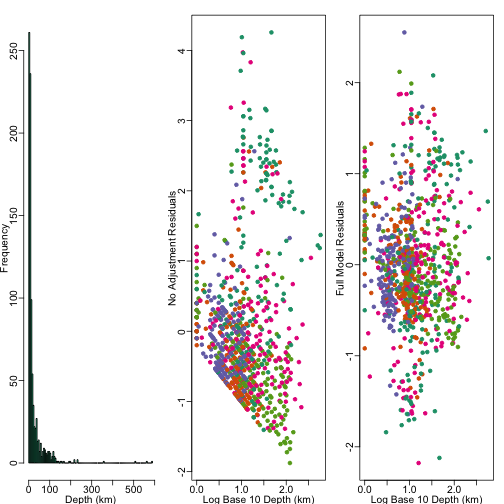 Frequency
250
200
150
100
50
0
0 100 300 500
Depth (km)
No Adjustment Residuals
4
3
2
1
0
-1
-2
0.0 1.0 2.0
Log Base 10 Depth (km)
Full Model Residuals
2
1
0
-1
-2
0.0 1.0 2.0
Log Base 10 Depth (km)